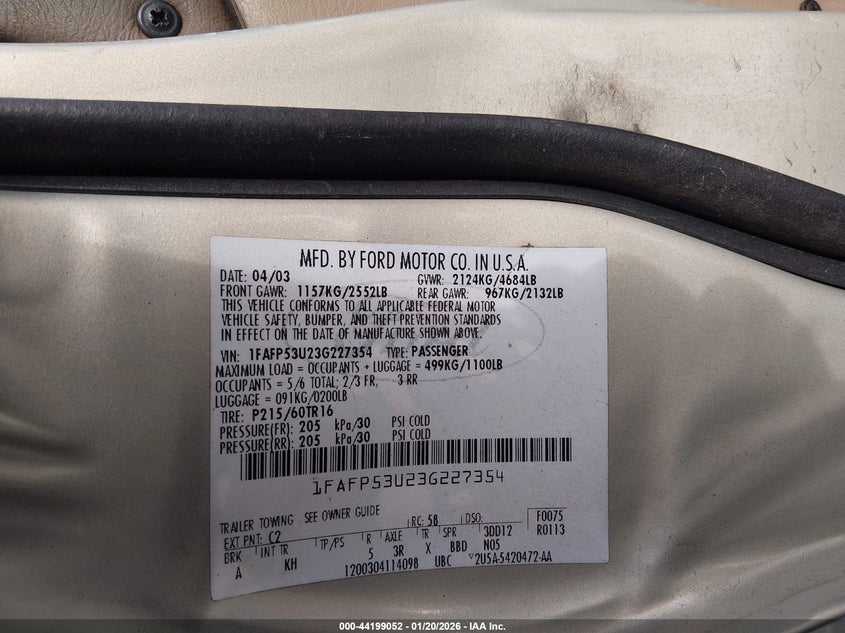 MFD. BY FORD MOTOR CO. IN U.S.A.
DATE: 04/03 GVWR: 2124KG/4684LB
FRONT GAWR: 1157KG/2552LB REAR GAWR: 967KG/2132LB
THIS VEHICLE CONFORMS TO ALL APPLICABLE FEDERAL MOTOR
VEHICLE SAFETY, BUMPER, AND THEFT PREVENTION STANDARDS
IN EFFECT ON THE DATE OF MANUFACTURE SHOWN ABOVE.
VIN: 1FAFP53U23G227354 TYPE: PASSENGER
MAXIMUM LOAD = OCCUPANTS + LUGGAGE = 499KG/1100LB
OCCUPANTS = 5/6 TOTAL; 2/3 FR, 3 RR
LUGGAGE = 091KG/0200LB
TIRE: P215/60TR16
PRESSURE(FR): 205 kPa/30 PSI COLD
PRESSURE(RR): 205 kPa/30 PSI COLD
1FAFP53U23G227354
TRAILER TOWING - SEE OWNER GUIDE
EXT PNT: C2 RC: 58 DSO: F0075
BRK INT TR TP/PS R AXLE TR SPR 3DD12 R0113
A KH 5 3R X BBD N05
1200304114098 UBC ▽2U5A-5420472-AA
000-44199052 - 01/20/2026 - IAA Inc.